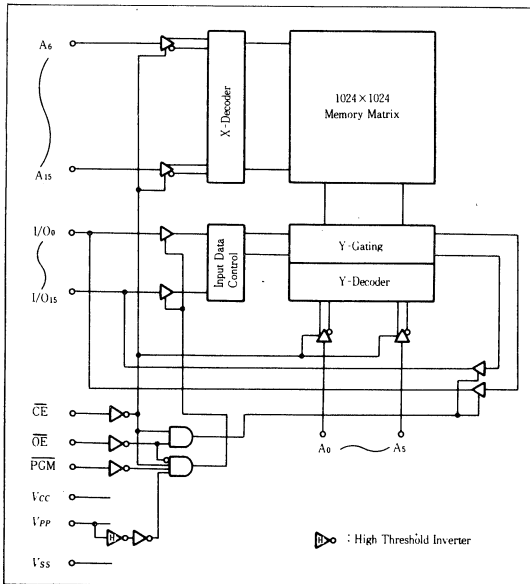 A6
X-Decoder
1024×1024
Memory Matrix
A15
I/O0
Input Data
Control
Y-Gating
Y-Decoder
I/O15
CE
OE
A0
A5
PGM
VCC
VPP
H
H
: High Threshold Inverter
VSS